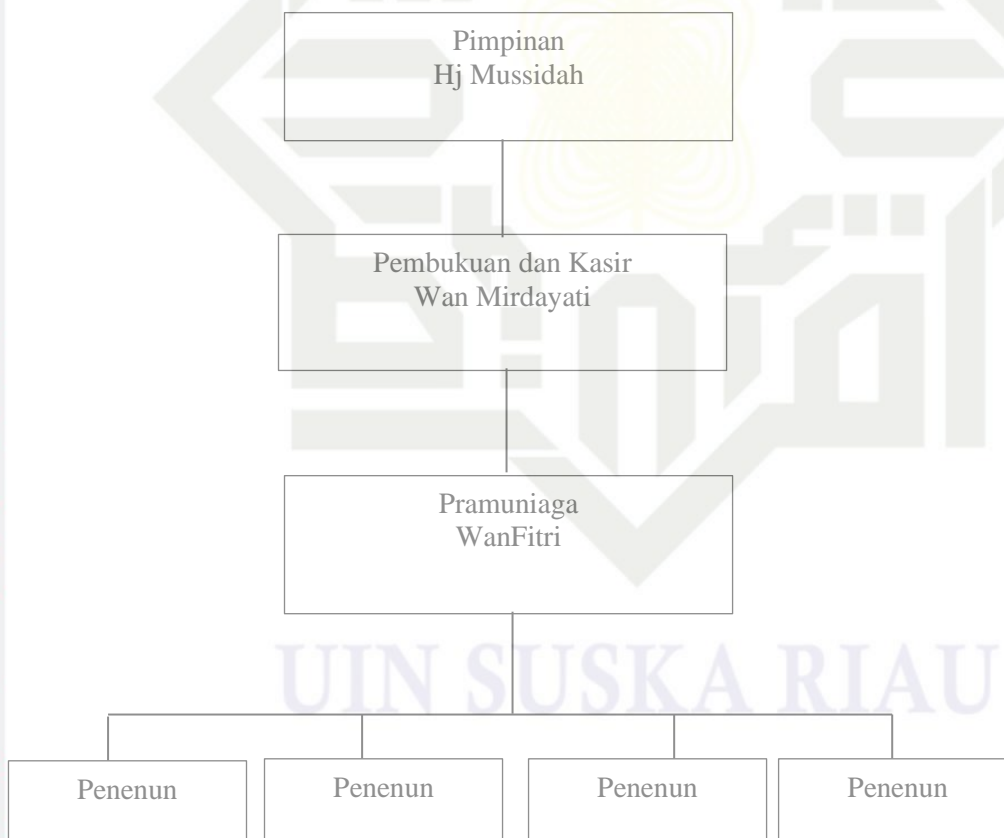 Pimpinan
Hj Mussidah
Pembukuan dan Kasir
Wan Mirdayati
Pramuniaga
WanFitri
UIN SUSKA RIAU
Penenun
Penenun
Penenun
Penenun